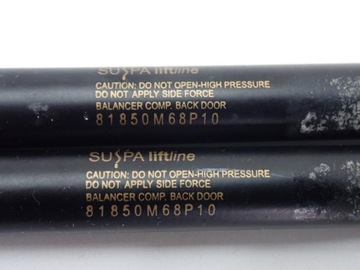 SUSPA liftline
CAUTION: DO NOT OPEN-HIGH PRESSURE
DO NOT APPLY SIDE FORCE
BALANCER COMP. BACK DOOR
81850M68P10
SUSPA liftline
CAUTION: DO NOT OPEN-HIGH PRESSURE
DO NOT APPLY SIDE FORCE
BALANCER COMP. BACK DOOR
81850M68P10